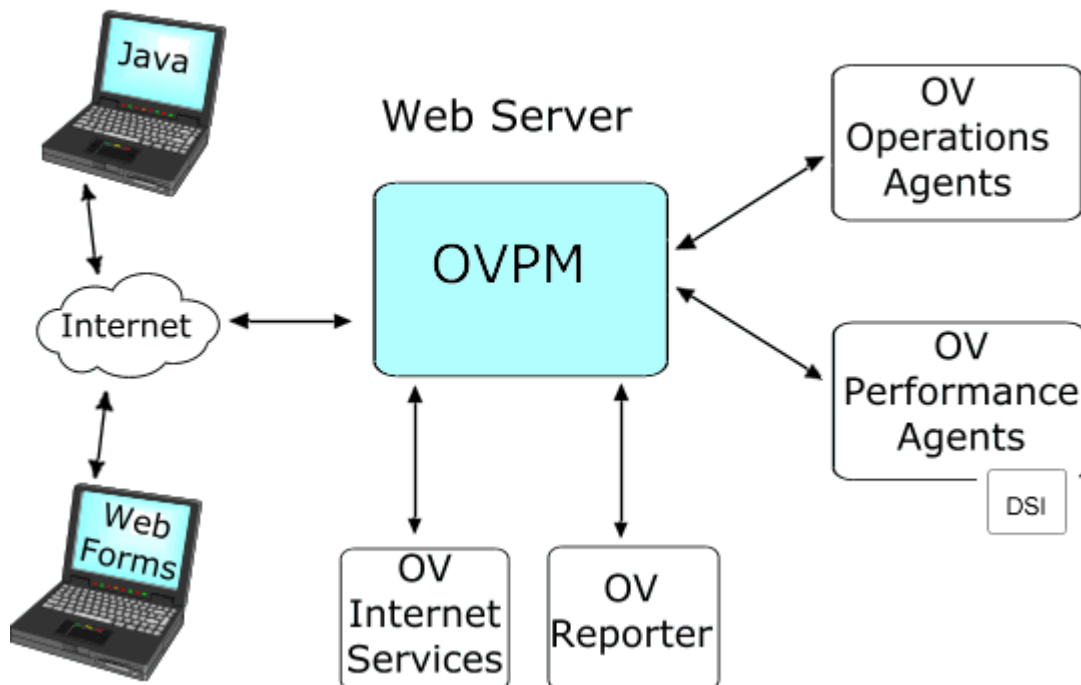 Java
Web Server
OV
Operations
Agents
OVPM
Internet
OV
Performance
Agents
DSI
Web
Forms
OV
Internet
Services
OV
Reporter